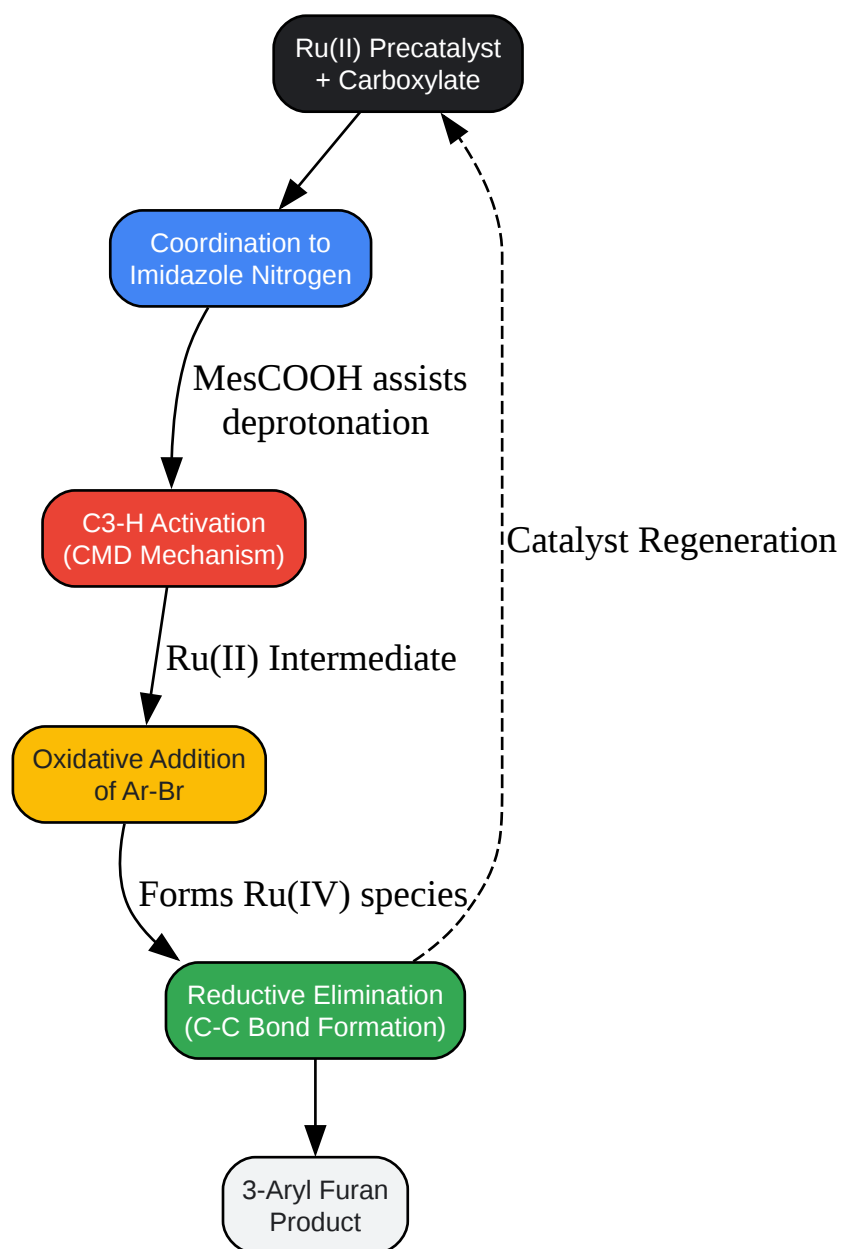 Ru(II) Precatalyst
+ Carboxylate
Coordination to
Imidazole Nitrogen
MesCOOH assists
deprotonation
C3-H Activation
(CMD Mechanism)
Catalyst Regeneration
Ru(II) Intermediate
Oxidative Addition
of Ar-Br
Forms Ru(IV) species
Reductive Elimination
(C-C Bond Formation)
3-Aryl Furan
Product